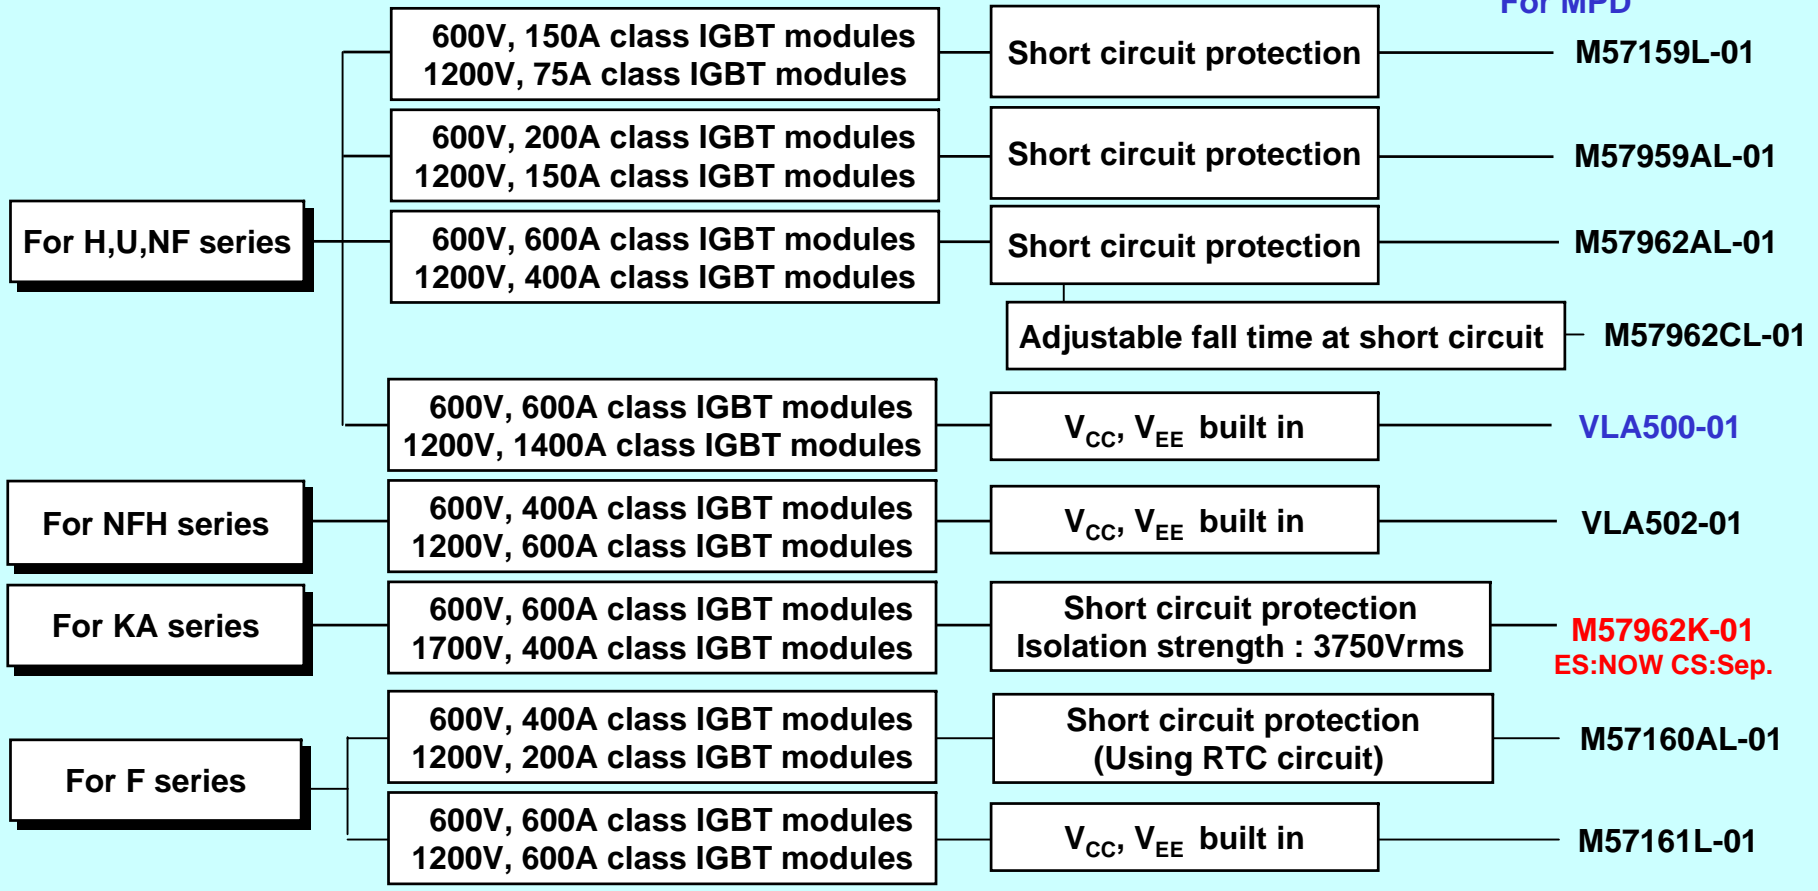 For MPD
600V, 150A class IGBT modules
1200V, 75A class IGBT modules
Short circuit protection
M57159L-01
600V, 200A class IGBT modules
1200V, 150A class IGBT modules
Short circuit protection
M57959AL-01
For H,U,NF series
600V, 600A class IGBT modules
1200V, 400A class IGBT modules
Short circuit protection
M57962AL-01
Adjustable fall time at short circuit
M57962CL-01
600V, 600A class IGBT modules
1200V, 1400A class IGBT modules
VCC, VEE built in
VLA500-01
For NFH series
600V, 400A class IGBT modules
1200V, 600A class IGBT modules
VCC, VEE built in
VLA502-01
For KA series
600V, 600A class IGBT modules
1700V, 400A class IGBT modules
Short circuit protection
Isolation strength : 3750Vrms
M57962K-01
ES:NOW CS:Sep.
For F series
600V, 400A class IGBT modules
1200V, 200A class IGBT modules
Short circuit protection
(Using RTC circuit)
M57160AL-01
600V, 600A class IGBT modules
1200V, 600A class IGBT modules
VCC, VEE built in
M57161L-01